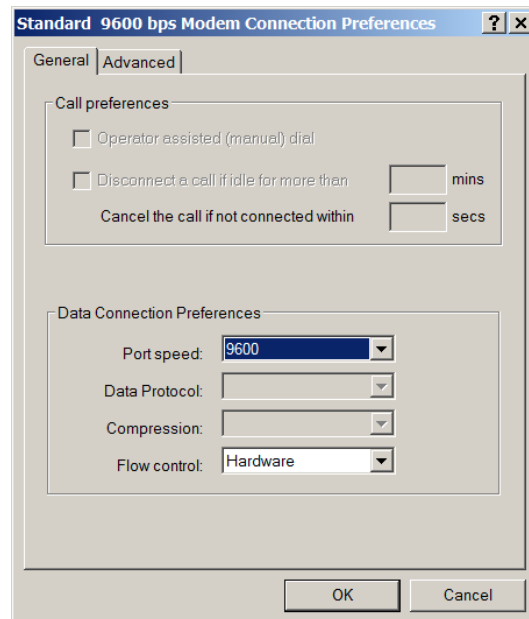 Standard 9600 bps Modem Connection Preferences
General Advanced
Call preferences
Operator assisted (manual) dial
Disconnect a call if idle for more than mins
Cancel the call if not connected within secs
Data Connection Preferences
Port speed: 9600
Data Protocol:
Compression:
Flow control: Hardware
OK Cancel